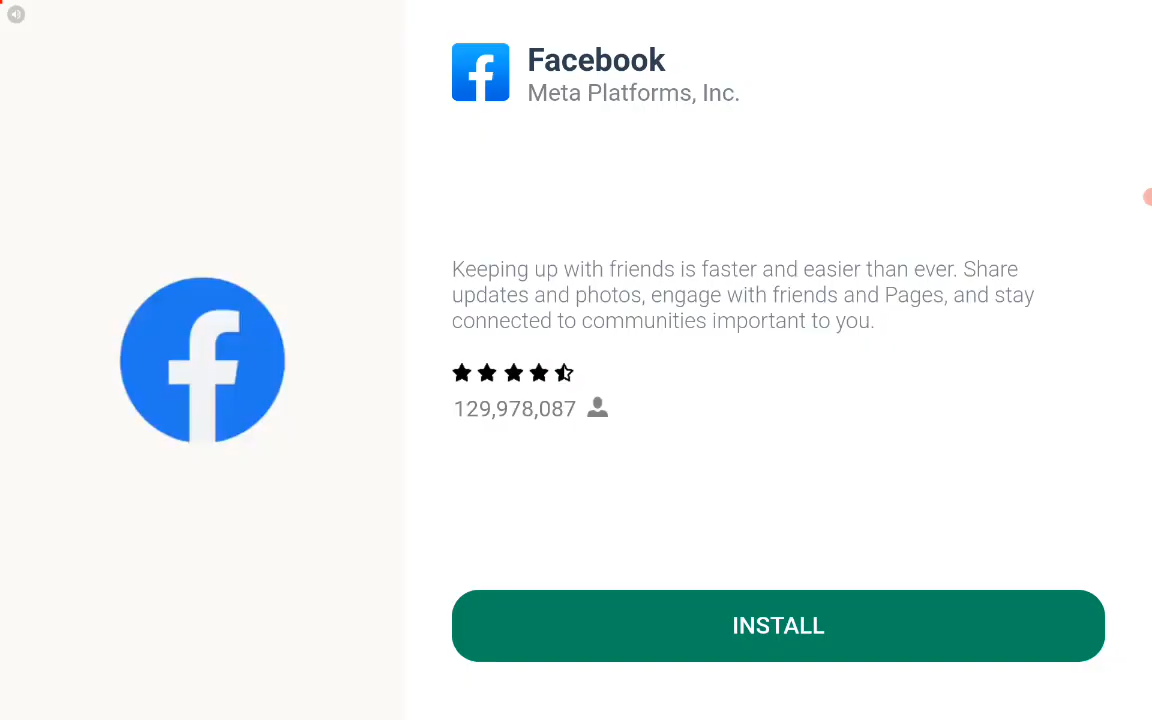 Facebook
Meta Platforms, Inc.
Keeping up with friends is faster and easier than ever. Share
updates and photos, engage with friends and Pages, and stay
connected to communities important to you.
129,978,087
INSTALL